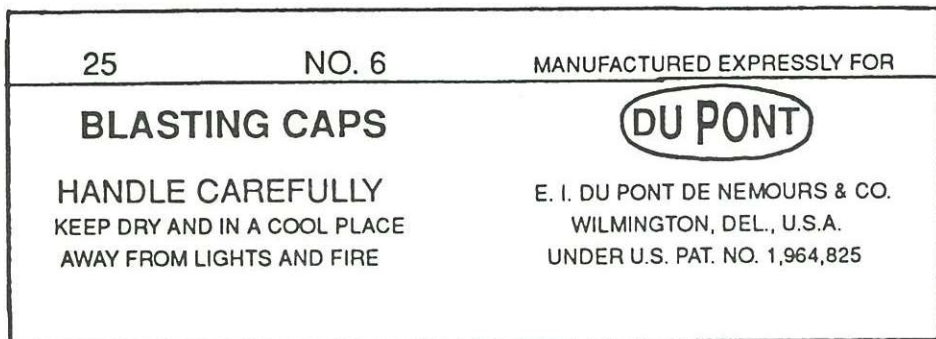 25 NO. 6 MANUFACTURED EXPRESSLY FOR
BLASTING CAPS
HANDLE CAREFULLY
KEEP DRY AND IN A COOL PLACE
AWAY FROM LIGHTS AND FIRE
DU PONT
E. I. DU PONT DE NEMOURS & CO.
WILMINGTON, DEL., U.S.A.
UNDER U.S. PAT. NO. 1,964,825